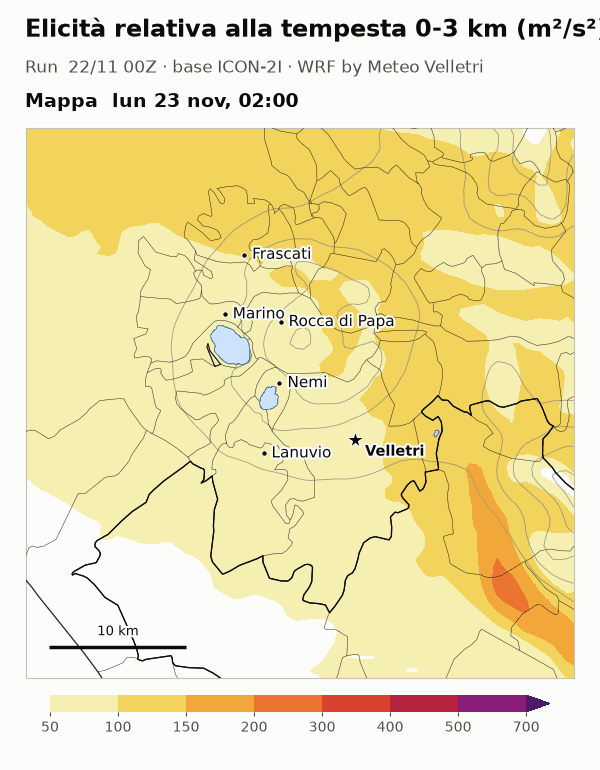 Elicità relativa alla tempesta 0-3 km (m²/s²)
Run  22/11 00Z · base ICON-2I · WRF by Meteo Velletri
Mappa  lun 23 nov, 02:00
Frascati
Marino
Rocca di Papa
Nemi
Velletri
Lanuvio
10 km
50 100 150 200 300 400 500 700